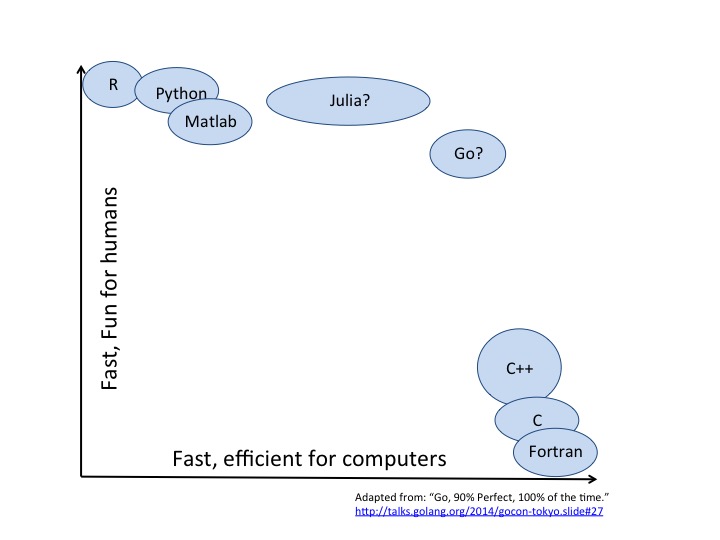 R
Python
Matlab
Julia?
Go?
Fast, Fun for humans
C++
C
Fortran
Fast, efficient for computers
Adapted from: “Go, 90% Perfect, 100% of the time.”
http://talks.golang.org/2014/gocon-tokyo.slide#27